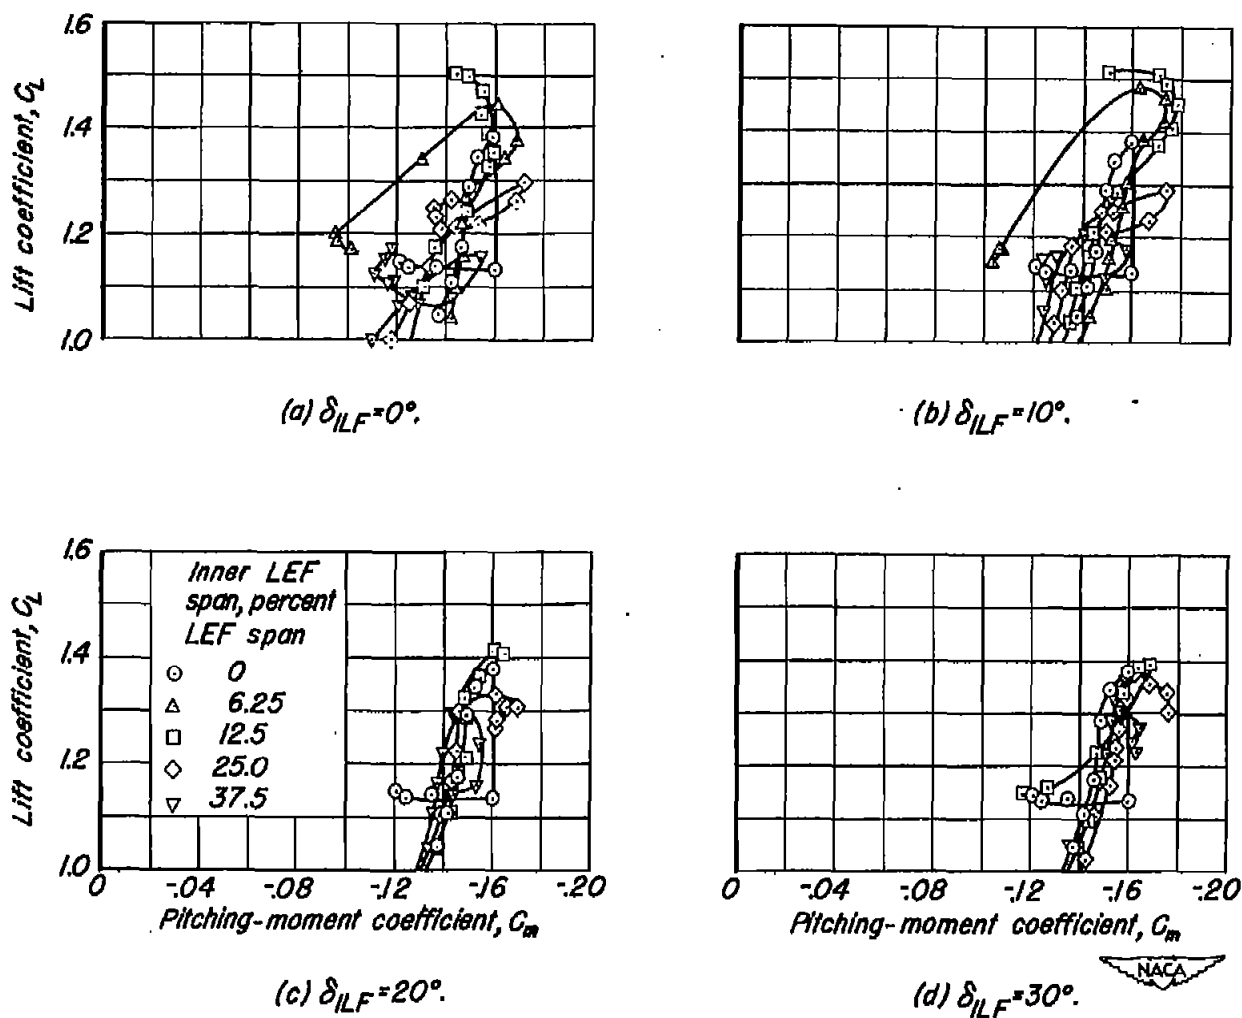 1.6
1.4
1.2
1.0
Lift coefficient, C_L
(a) δ_ILF=0°.
(b) δ_ILF=10°.
1.6
1.4
1.2
1.0
Lift coefficient, C_L
Inner LEF
span, percent
LEF span
0
6.25
12.5
25.0
37.5
0 -.04 -.08 -.12 -.16 -.20
Pitching-moment coefficient, C_m
(c) δ_ILF=20°.
0 -.04 -.08 -.12 -.16 -.20
Pitching-moment coefficient, C_m
(d) δ_ILF=30°.
NACA